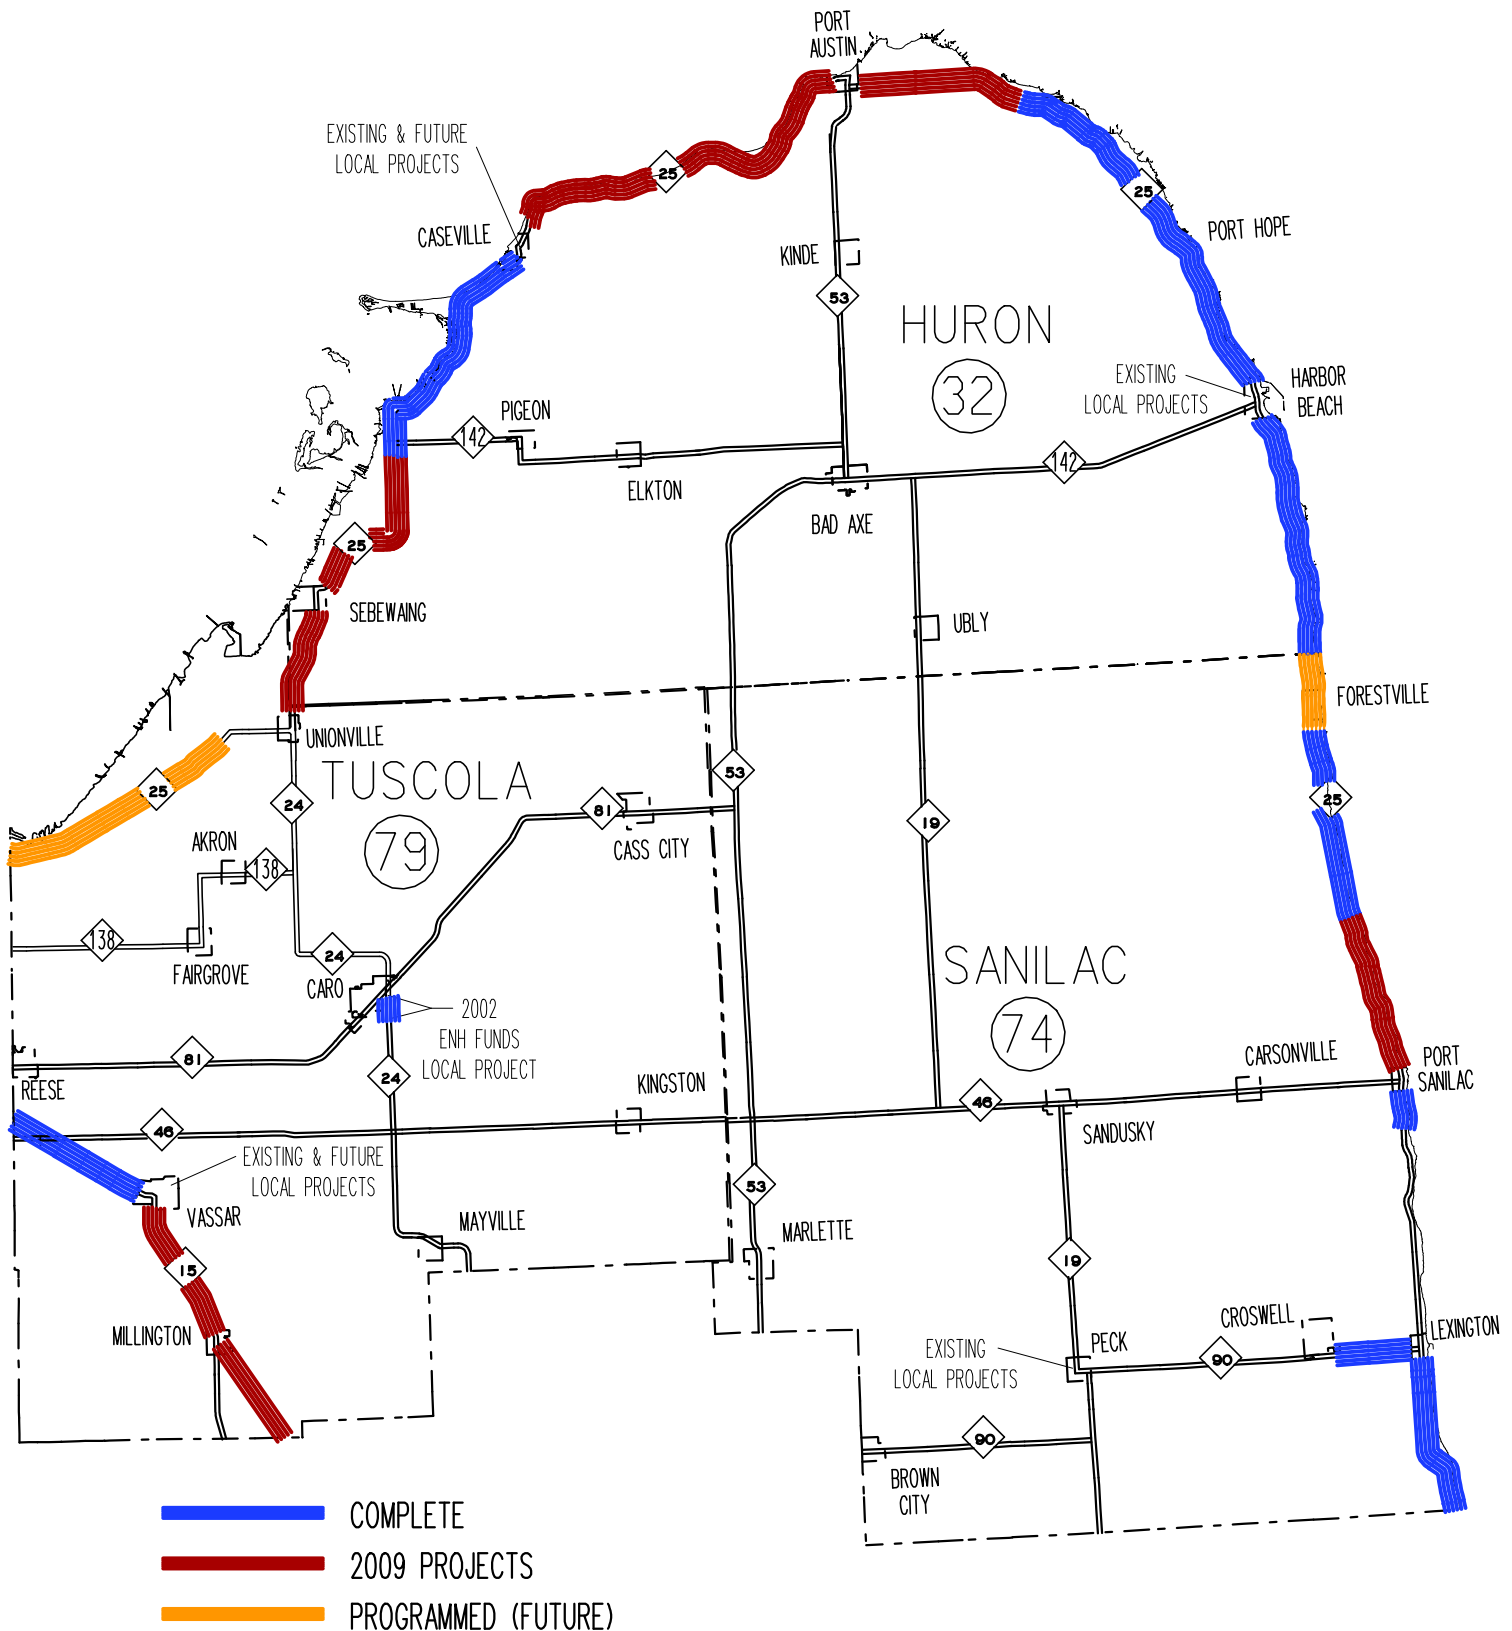 PORT
AUSTIN
EXISTING & FUTURE
LOCAL PROJECTS
25
25
CASEVILLE
PORT HOPE
KINDE
53
HURON
32
EXISTING
LOCAL PROJECTS
HARBOR
BEACH
PIGEON
142
142
ELKTON
BAD AXE
25
SEBEWAING
UBLY
FORESTVILLE
UNIONVILLE
TUSCOLA
79
53
25
24
81
25
19
AKRON
138
CASS CITY
138
FAIRGROVE
24
CARO
SANILAC
74
2002
ENH FUNDS
LOCAL PROJECT
81
REESE
24
KINGSTON
CARSONVILLE
PORT
SANILAC
46
46
SANDUSKY
EXISTING & FUTURE
LOCAL PROJECTS
VASSAR
53
MAYVILLE
MARLETTE
15
19
MILLINGTON
CROSWELL
LEXINGTON
PECK
EXISTING
LOCAL PROJECTS
90
90
BROWN
CITY
COMPLETE
2009 PROJECTS
PROGRAMMED (FUTURE)